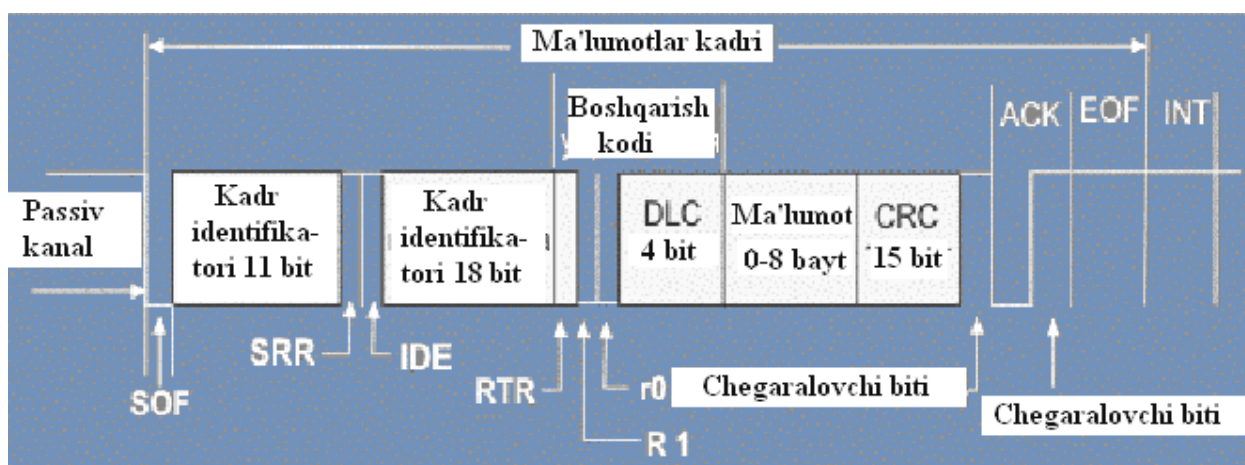 Ma'lumotlar kadri
Boshqarish
kodi
ACK
EOF
INT
Passiv
kanal
Kadr
identifika-
tori 11 bit
Kadr
identifika-
tori 18 bit
DLC
4 bit
Ma'lumot
0-8 bayt
CRC
15 bit
SRR
IDE
SOF
RTR
r0
Chegaralovchi biti
R 1
Chegaralovchi biti